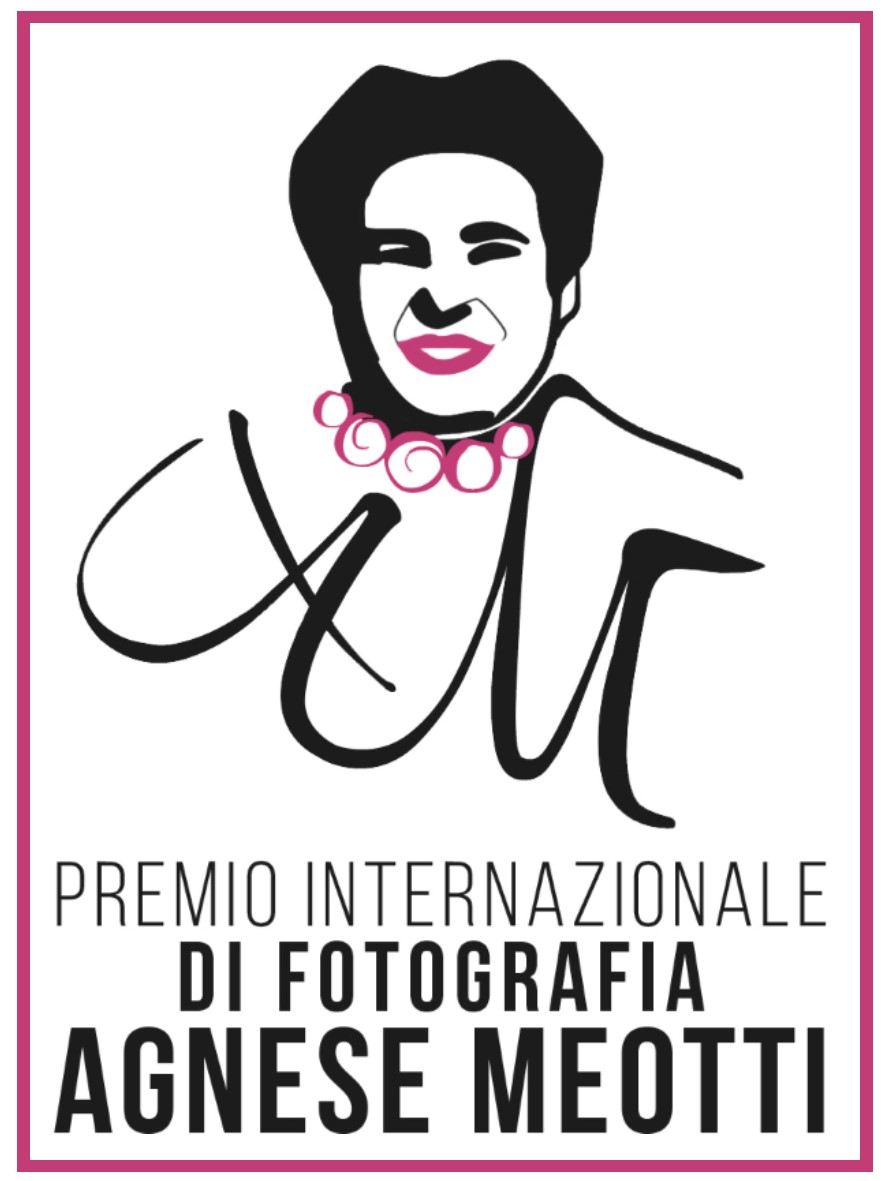 PREMIO INTERNAZIONALE
DI FOTOGRAFIA
AGNESE MEOTTI